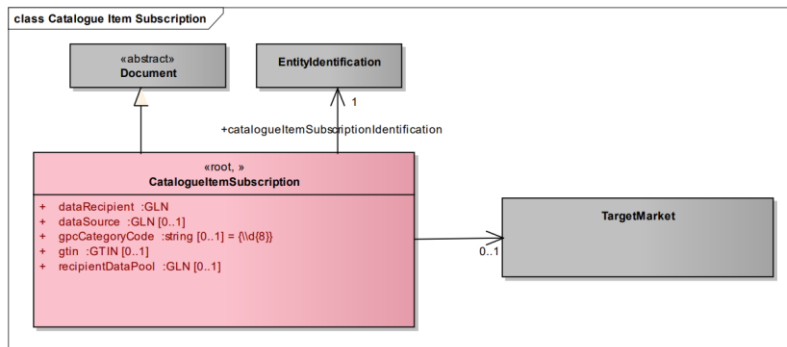 class Catalogue Item Subscription
«abstract»
Document
EntityIdentification
1
+catalogueItemSubscriptionIdentification
«root, »
CatalogueItemSubscription
+ dataRecipient :GLN
+ dataSource :GLN [0..1]
+ gpcCategoryCode :string [0..1] = {\\d{8}}
+ gtin :GTIN [0..1]
+ recipientDataPool :GLN [0..1]
TargetMarket
0..1